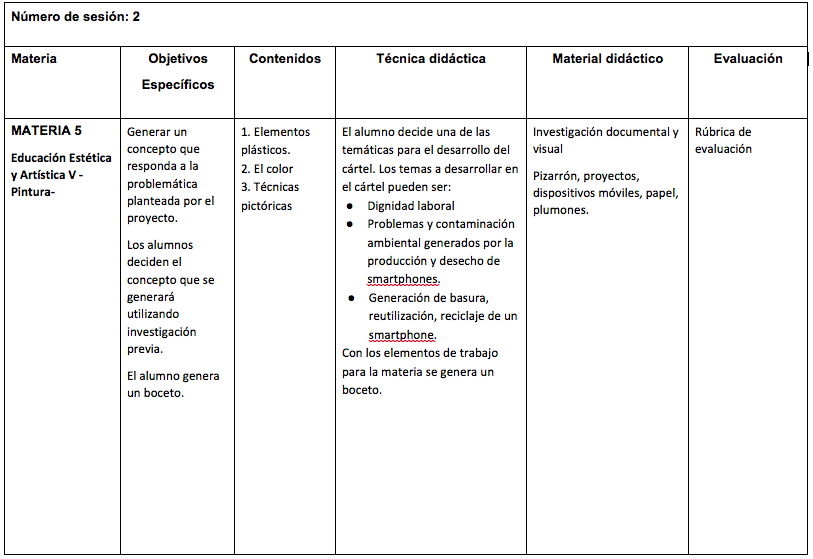 Número de sesión: 2
Materia
Objetivos
Específicos
Contenidos
Técnica didáctica
Material didáctico
Evaluación
MATERIA 5
Educación Estética
y Artística V -
Pintura-
Generar un
concepto que
responda a la
problemática
planteada por el
proyecto.
Los alumnos
deciden el
concepto que se
generará
utilizando
investigación
previa.
El alumno genera
un boceto.
1. Elementos
plásticos.
2. El color
3. Técnicas
pictóricas
El alumno decide una de las
temáticas para el desarrollo del
cártel. Los temas a desarrollar en
el cártel pueden ser:
● Dignidad laboral
● Problemas y contaminación
ambiental generados por la
producción y desecho de
smartphones.
● Generación de basura,
reutilización, reciclaje de un
smartphone.
Con los elementos de trabajo
para la materia se genera un
boceto.
Investigación documental y
visual
Pizarrón, proyectos,
dispositivos móviles, papel,
plumones.
Rúbrica de
evaluación